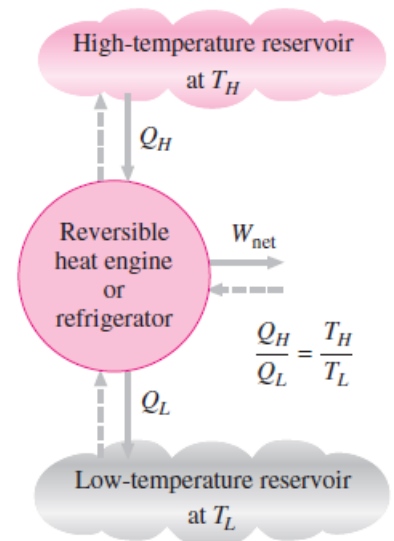 High-temperature reservoir
at T_H
Q_H
Reversible
heat engine
or
refrigerator
W_net
Q_H / Q_L = T_H / T_L
Q_L
Low-temperature reservoir
at T_L